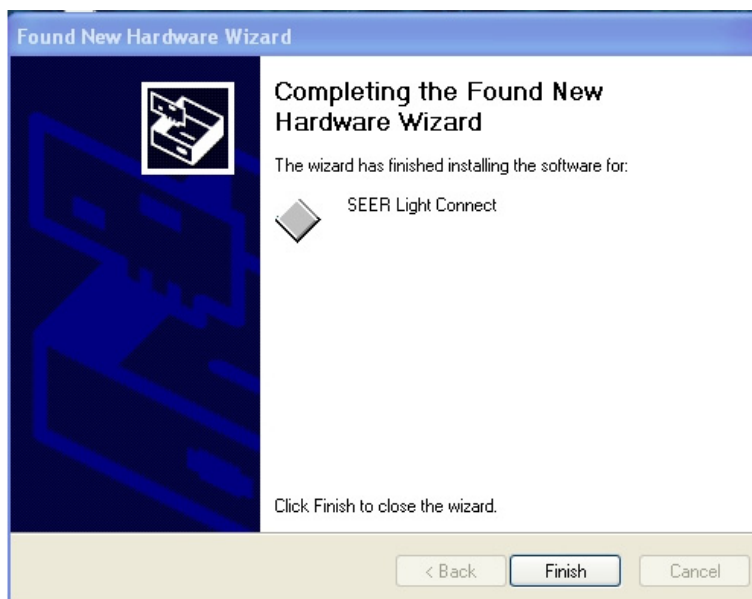 Found New Hardware Wizard
Completing the Found New
Hardware Wizard
The wizard has finished installing the software for:
SEER Light Connect
Click Finish to close the wizard.
< Back
Finish
Cancel